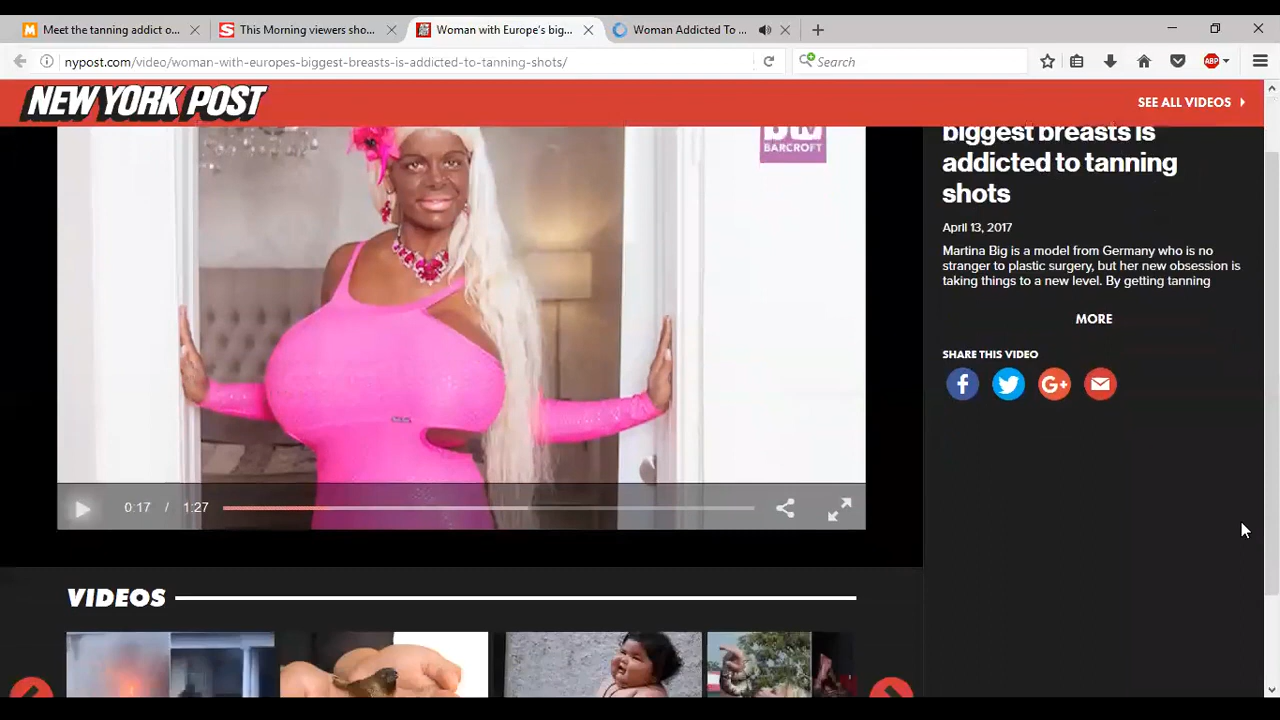 Meet the tanning addict o...
This Morning viewers sho...
Woman with Europe's big...
Woman Addicted To ...
nypost.com/video/woman-with-europes-biggest-breasts-is-addicted-to-tanning-shots/
Search
ABP
NEW YORK POST
SEE ALL VIDEOS
BARCROFT
biggest breasts is
addicted to tanning
shots
April 13, 2017
Martina Big is a model from Germany who is no
stranger to plastic surgery, but her new obsession is
taking things to a new level. By getting tanning
MORE
SHARE THIS VIDEO
0:17 / 1:27
VIDEOS